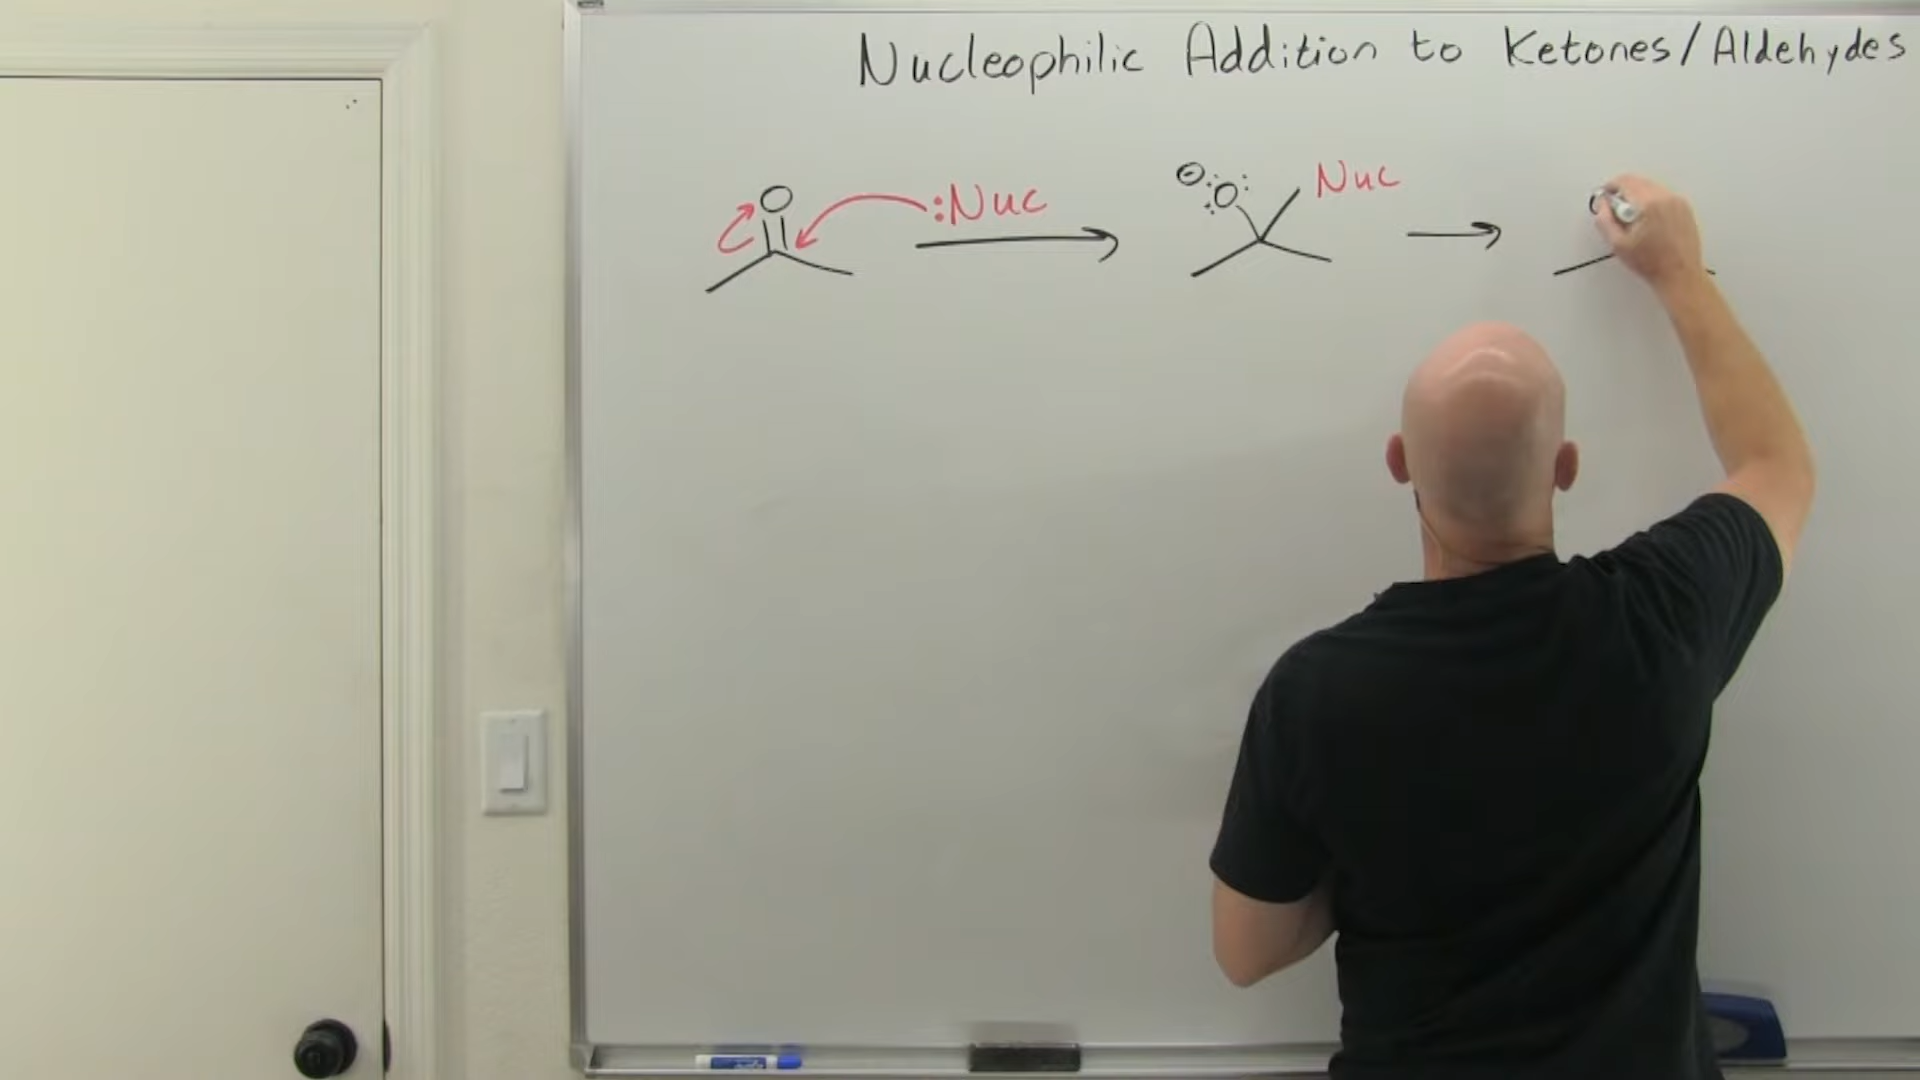 Nucleophilic Addition to Ketones/Aldehydes
O :Nuc ⊖ :O: Nuc